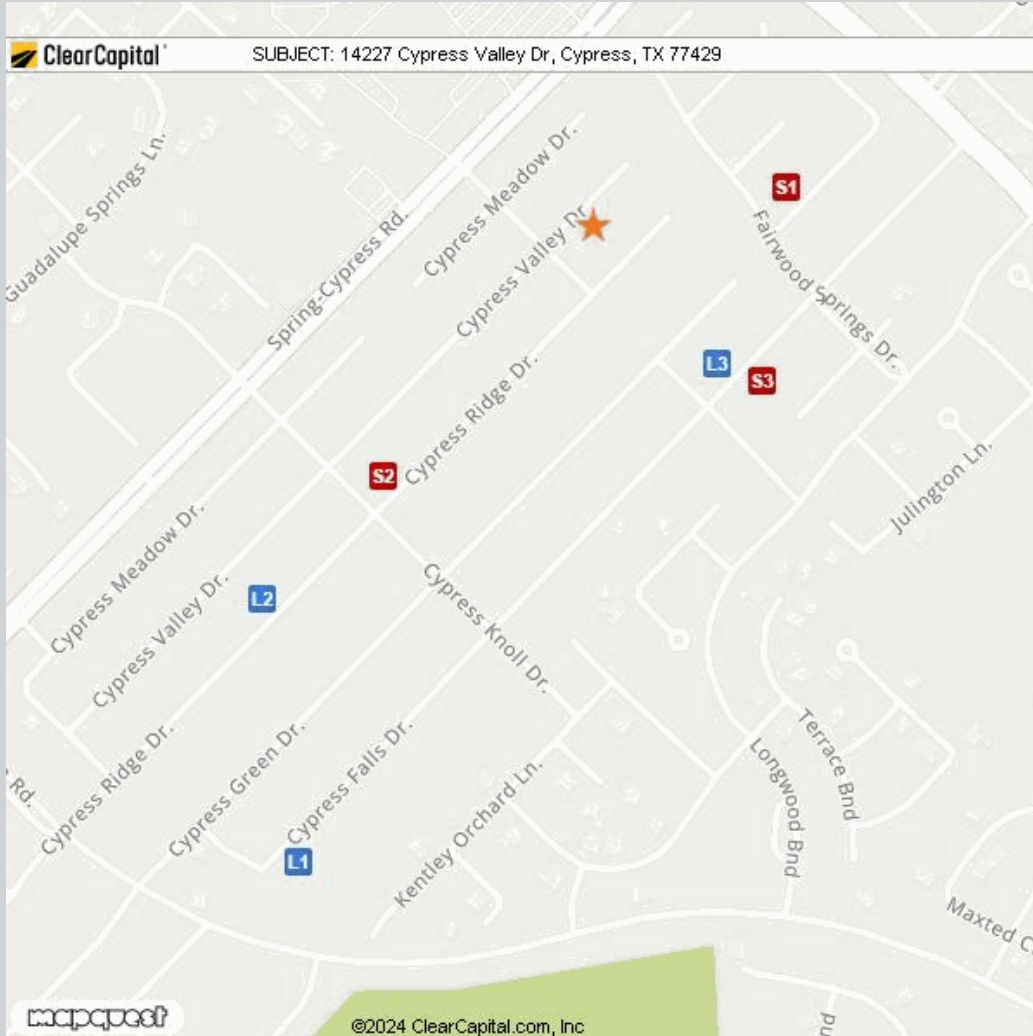 ClearCapital
SUBJECT: 14227 Cypress Valley Dr, Cypress, TX 77429
Guadalupe Springs Ln.
Spring-Cypress Rd.
Cypress Meadow Dr.
Cypress Valley Dr.
S1
Fairwood Springs Dr.
L3
S3
Cypress Ridge Dr.
S2
Julington Ln.
Cypress Meadow Dr.
L2
Cypress Valley Dr.
Cypress Knoll Dr.
Cypress Ridge Dr.
Cypress Green Dr.
Cypress Falls Dr.
Terrace Bnd
Longwood Bnd
Rd.
L1
Kentley Orchard Ln.
Maxted C
mapquest
©2024 ClearCapital.com, Inc